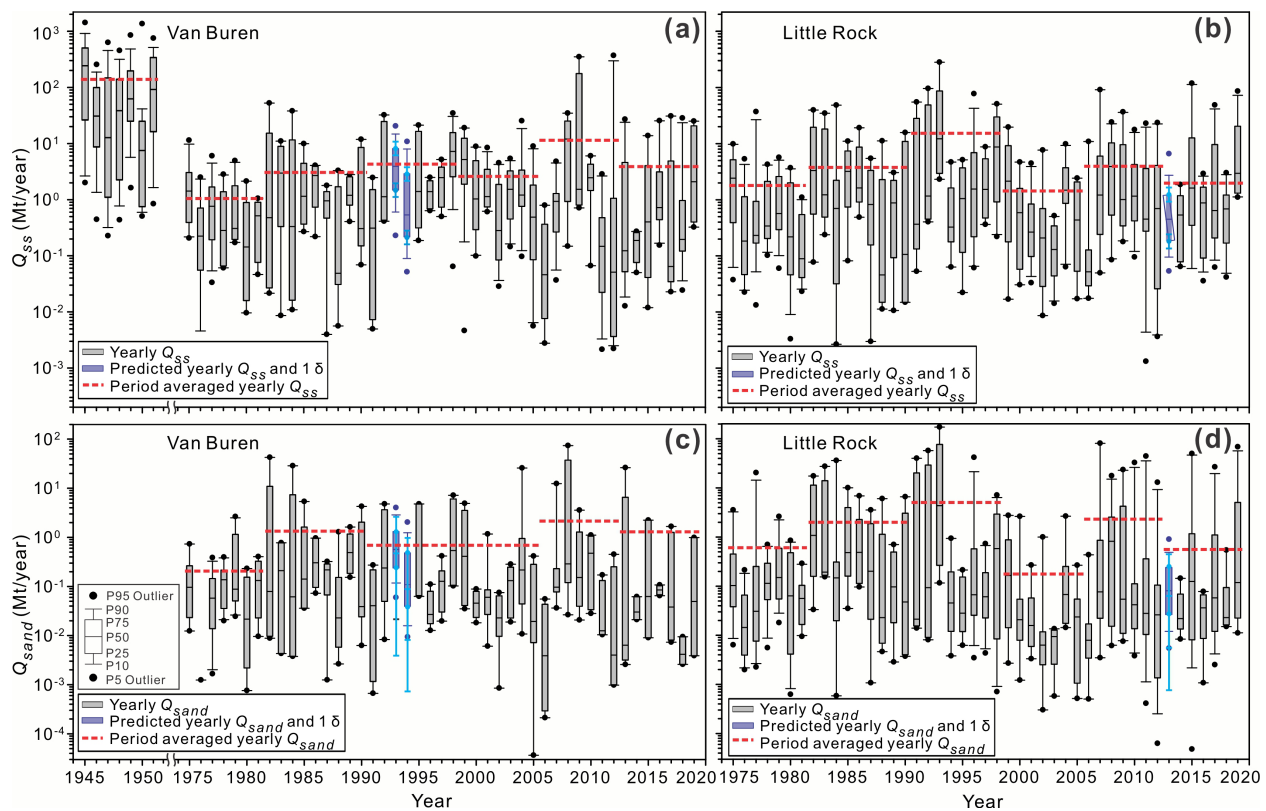 Van Buren
(a)
Q_ss (Mt/year)
10³
10²
10¹
10⁰
10⁻¹
10⁻²
10⁻³
Yearly Q_ss
Predicted yearly Q_ss and 1 δ
Period averaged yearly Q_ss
Little Rock
(b)
Yearly Q_ss
Predicted yearly Q_ss and 1 δ
Period averaged yearly Q_ss
Van Buren
(c)
Q_sand (Mt/year)
10²
10¹
10⁰
10⁻¹
10⁻²
10⁻³
10⁻⁴
P95 Outlier
P90
P75
P50
P25
P10
P5 Outlier
Yearly Q_sand
Predicted yearly Q_sand and 1 δ
Period averaged yearly Q_sand
1945 1950 1975 1980 1985 1990 1995 2000 2005 2010 2015 2020
Year
Little Rock
(d)
Yearly Q_sand
Predicted yearly Q_sand and 1 δ
Period averaged yearly Q_sand
1975 1980 1985 1990 1995 2000 2005 2010 2015 2020
Year